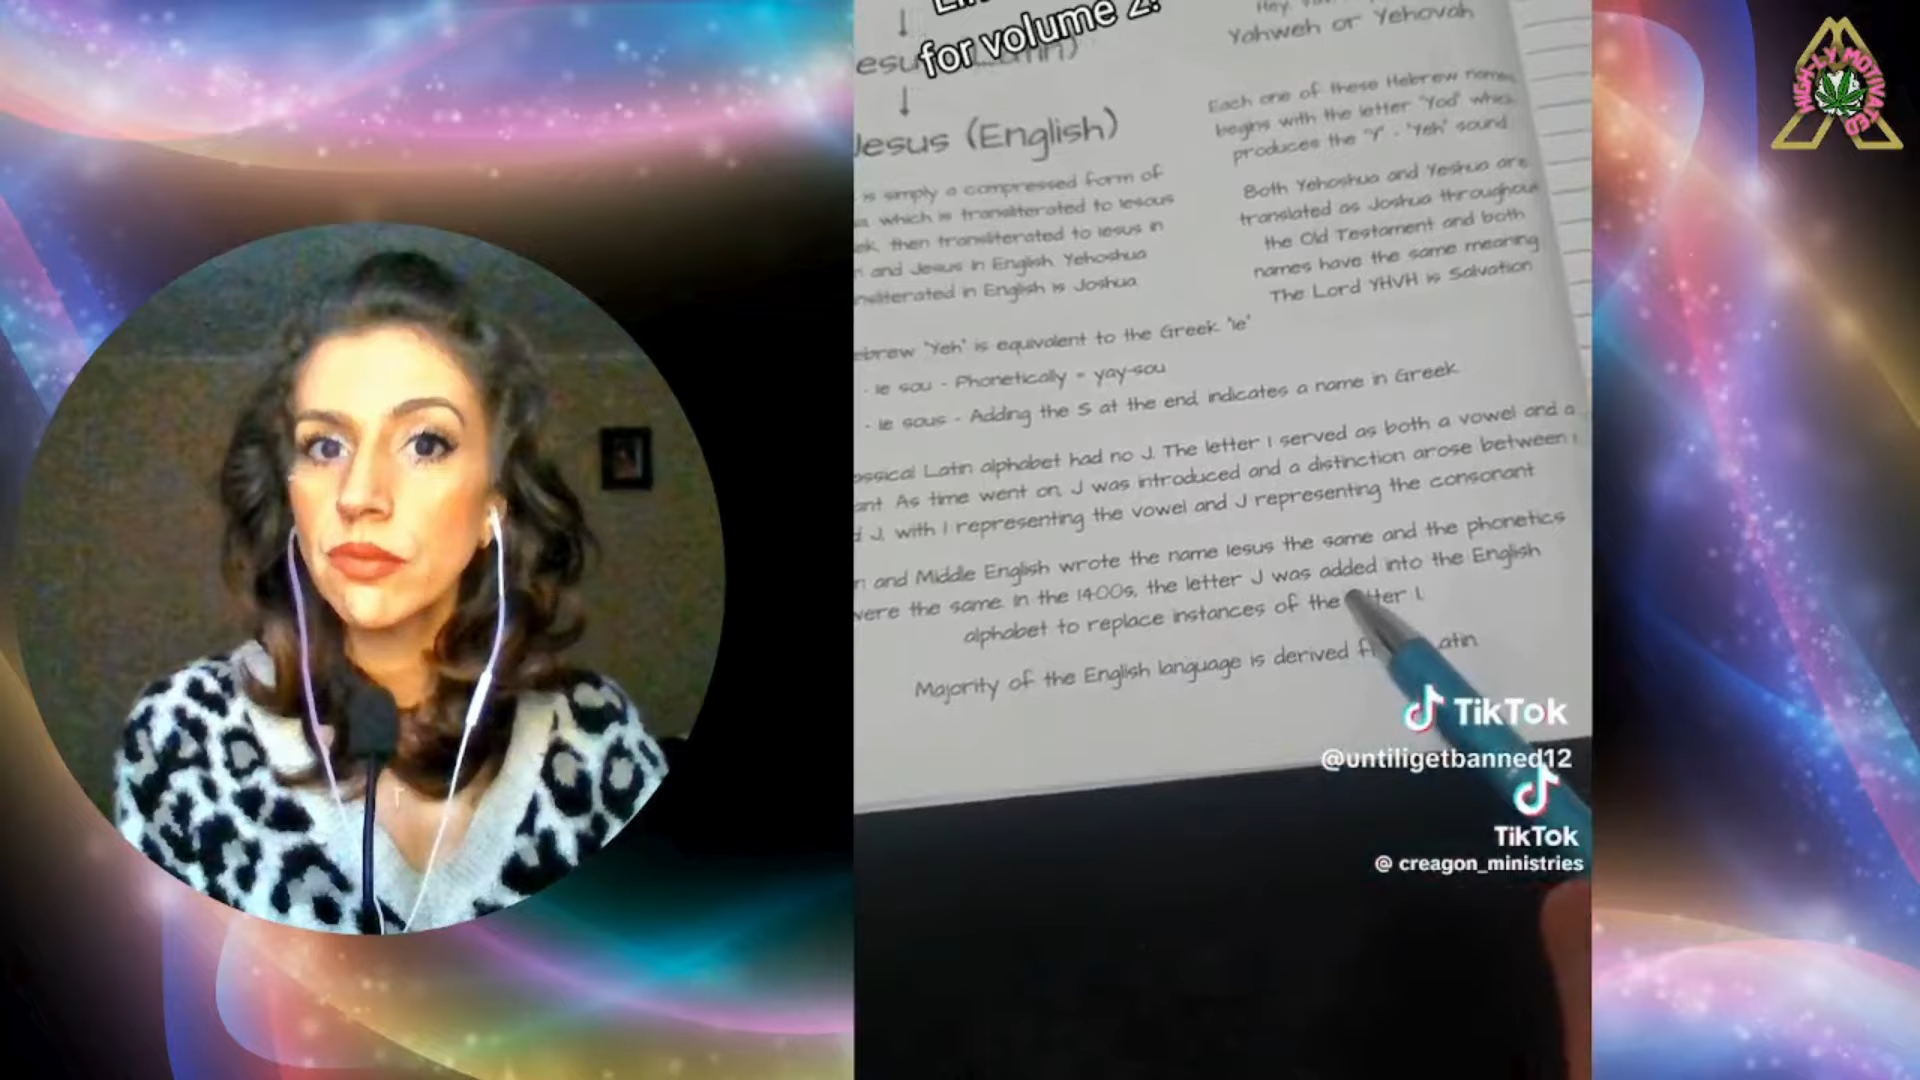 for volume 2!
Yahweh or Yehovah
Jesus (English)
Each one of these Hebrew names
begins with the letter "Yod" which
produces the "Y" - "Yeh" sound
Both Yehoshua and Yeshua are
translated as Joshua throughout
the Old Testament and both
names have the same meaning
The Lord YHVH is Salvation
is simply a compressed form of
which is transliterated to Iesous
then transliterated to Iesus in
and Jesus in English. Yehoshua
in English is Joshua
"Yeh" is equivalent to the Greek "ie"
- ie sou - Phonetically = yay-sou
- ie sous - Adding the S at the end indicates a name in Greek
Latin alphabet had no J. The letter I served as both a vowel and a
As time went on, J was introduced and a distinction arose between I
J, with I representing the vowel and J representing the consonant
and Middle English wrote the name Iesus the same and the phonetics
were the same. In the 1400s, the letter J was added into the English
alphabet to replace instances of the letter I.
Majority of the English language is derived
TikTok
@untiligetbanned12
TikTok
@ creagon_ministries
HIGH-LY MOTIVATED